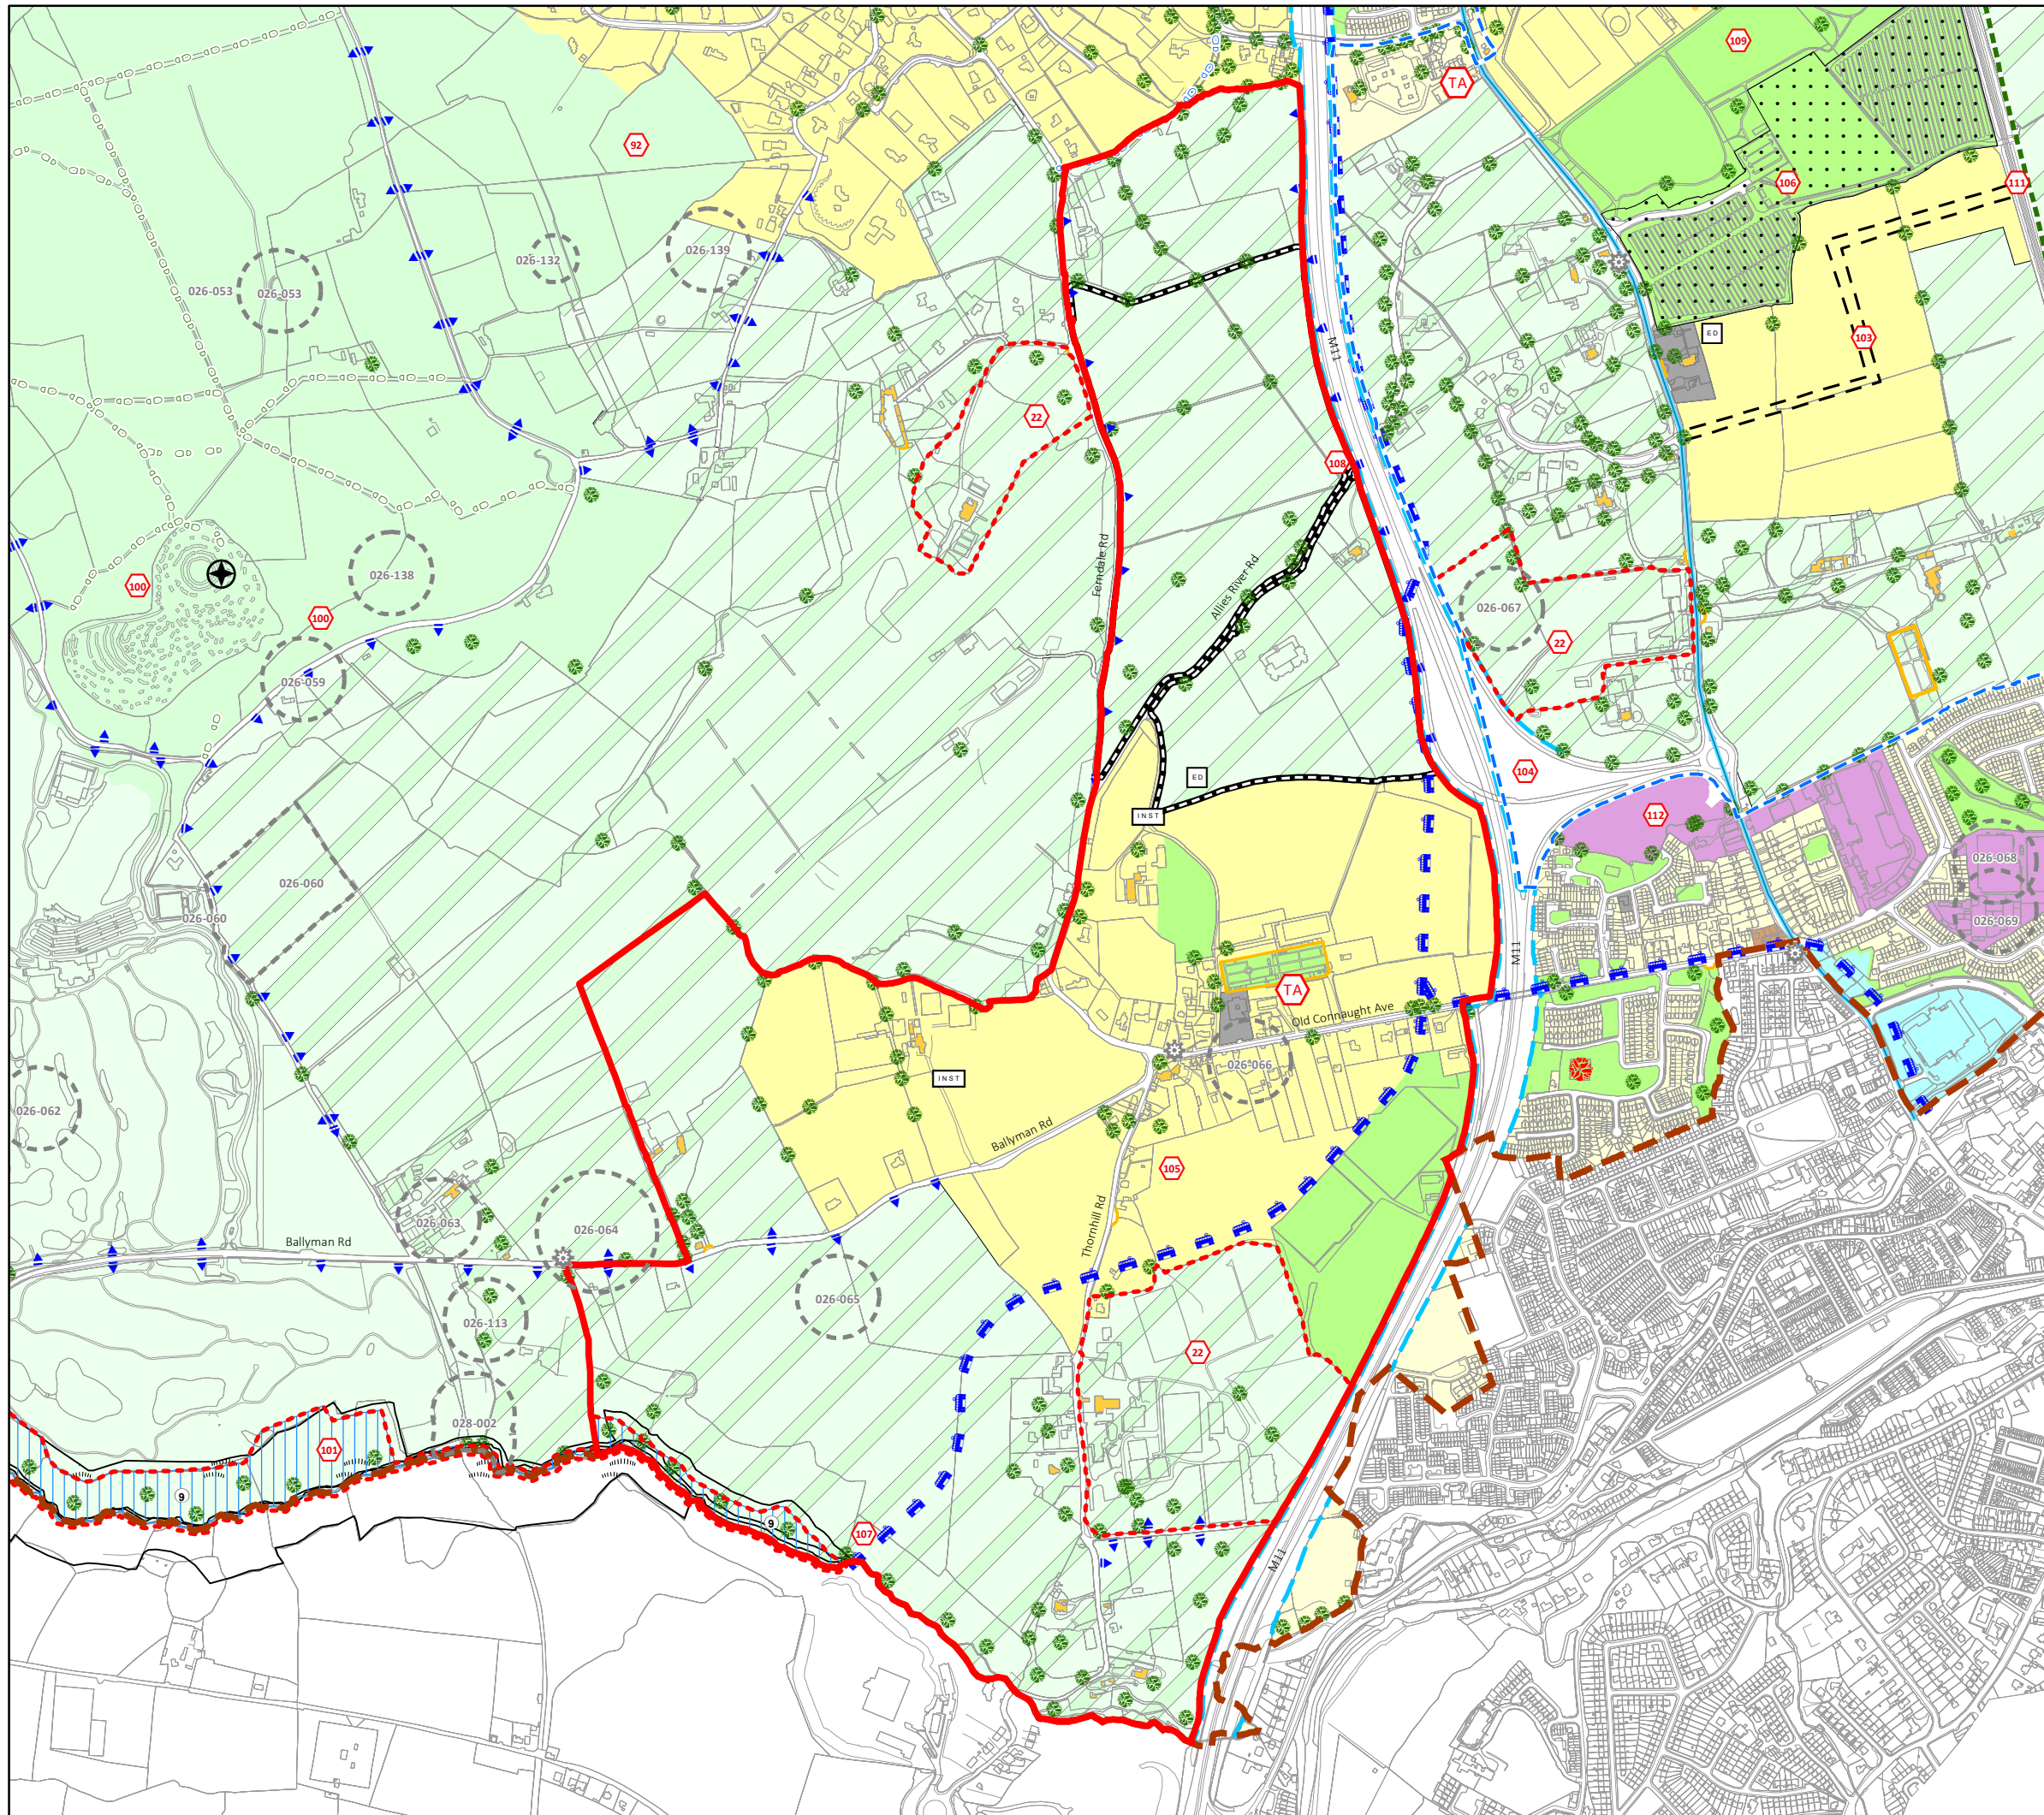 109
TA
92
106
111
026-139
026-132
026-053
026-053
ED
103
M11
22
108
026-138
100
100
Ferndale Rd
Allies River Rd
026-067
22
026-059
104
ED
INST
112
026-068
026-060
026-060
026-069
M11
TA
Old Connaught Ave
026-066
INST
026-062
Ballyman Rd
105
026-063
026-064
Thornhill Rd
Ballyman Rd
026-065
026-113
22
028-002
101
9
9
107
M11